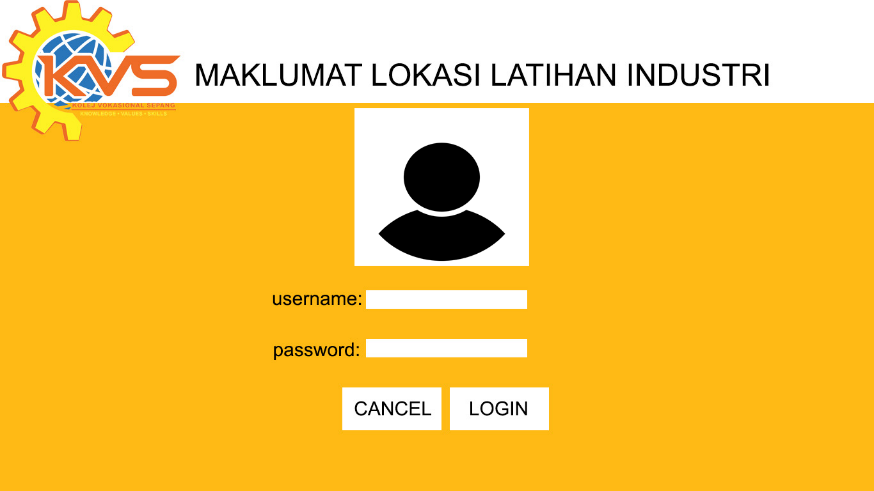 KVS
MAKLUMAT LOKASI LATIHAN INDUSTRI
KOLEJ VOKASIONAL SEPANG
KNOWLEDGE • VALUES • SKILLS
username:
password:
CANCEL
LOGIN